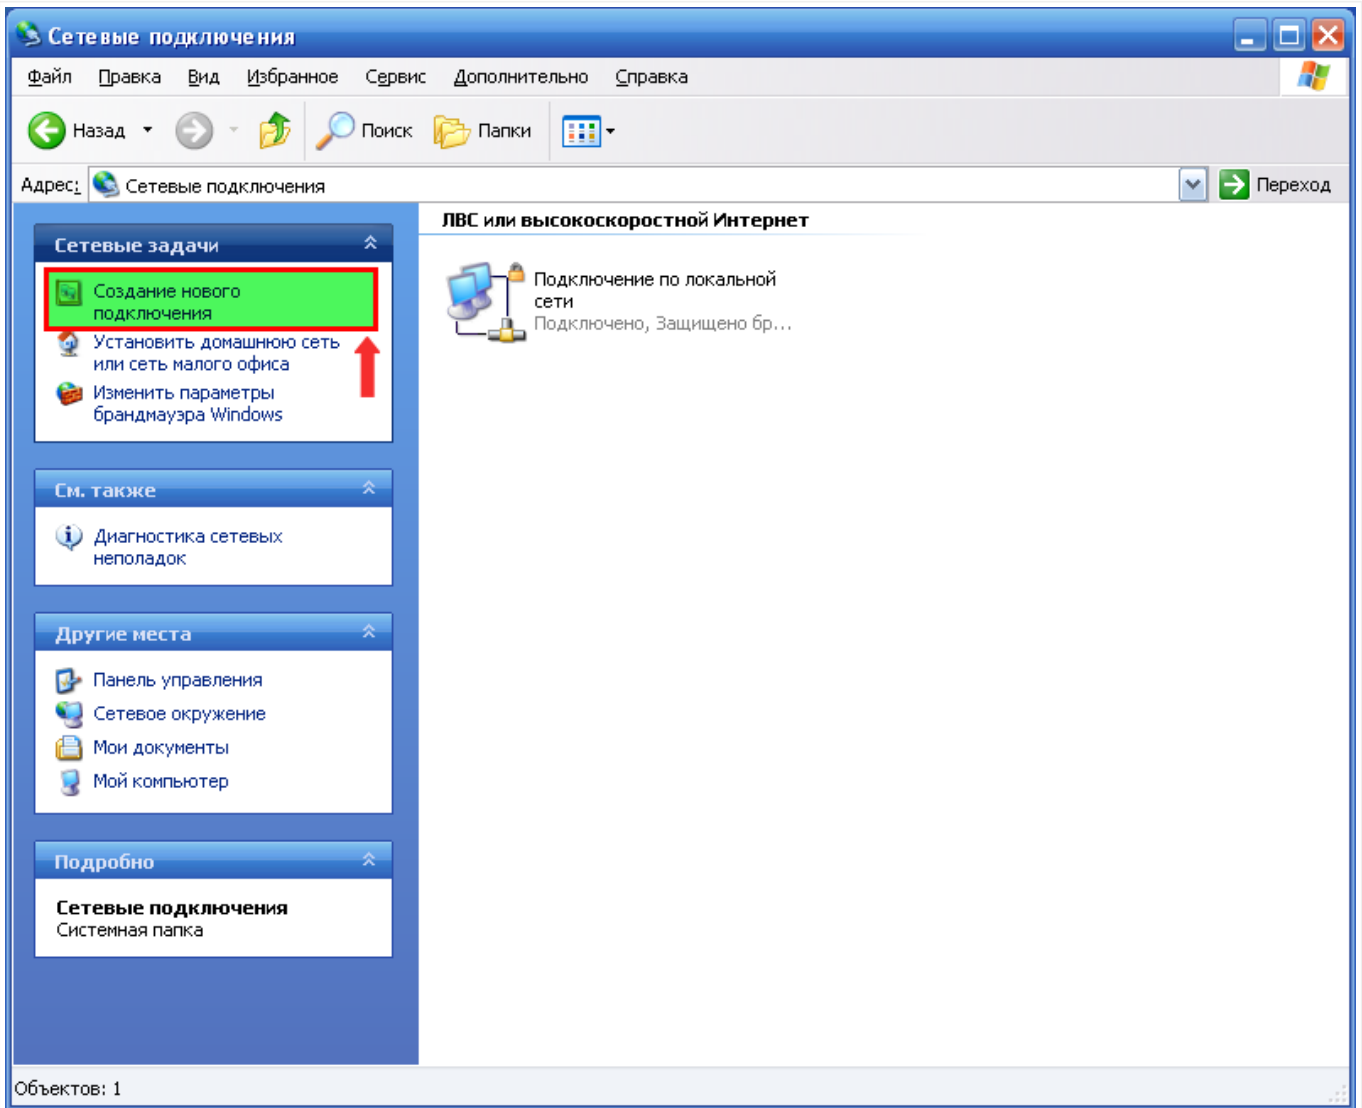 Сетевые подключения
Файл Правка Вид Избранное Сервис Дополнительно Справка
Назад Поиск Папки
Адрес: Сетевые подключения Переход
Сетевые задачи
Создание нового
подключения
Установить домашнюю сеть
или сеть малого офиса
Изменить параметры
брандмауэра Windows
См. также
Диагностика сетевых
неполадок
Другие места
Панель управления
Сетевое окружение
Мои документы
Мой компьютер
Подробно
Сетевые подключения
Системная папка
ЛВС или высокоскоростной Интернет
Подключение по локальной
сети
Подключено, Защищено бр...
Объектов: 1